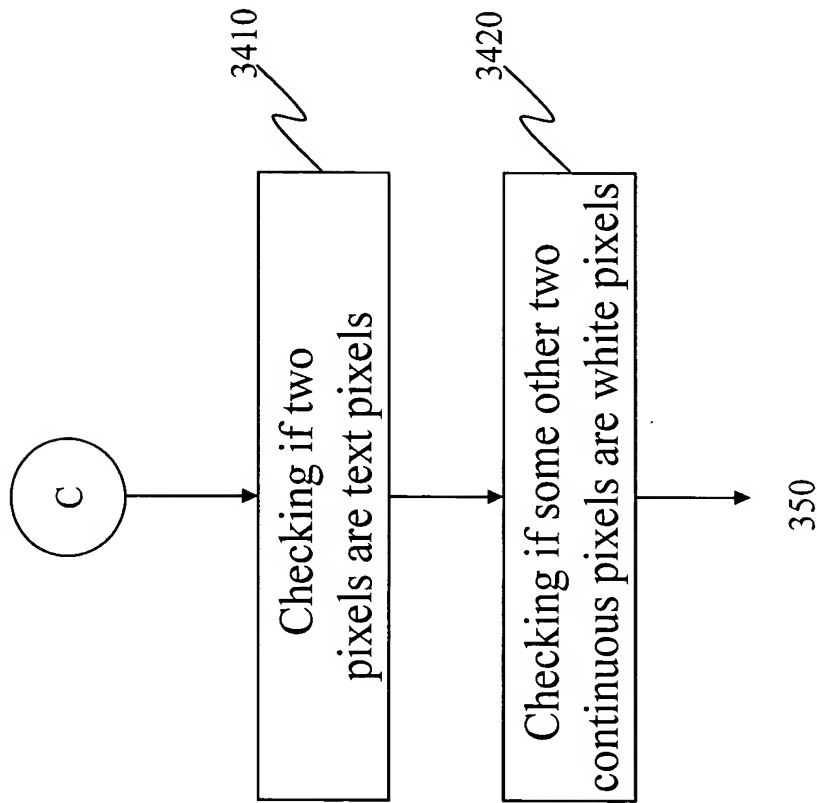 C
3410
Checking if two
pixels are text pixels
3420
Checking if some other two
continuous pixels are white pixels
350